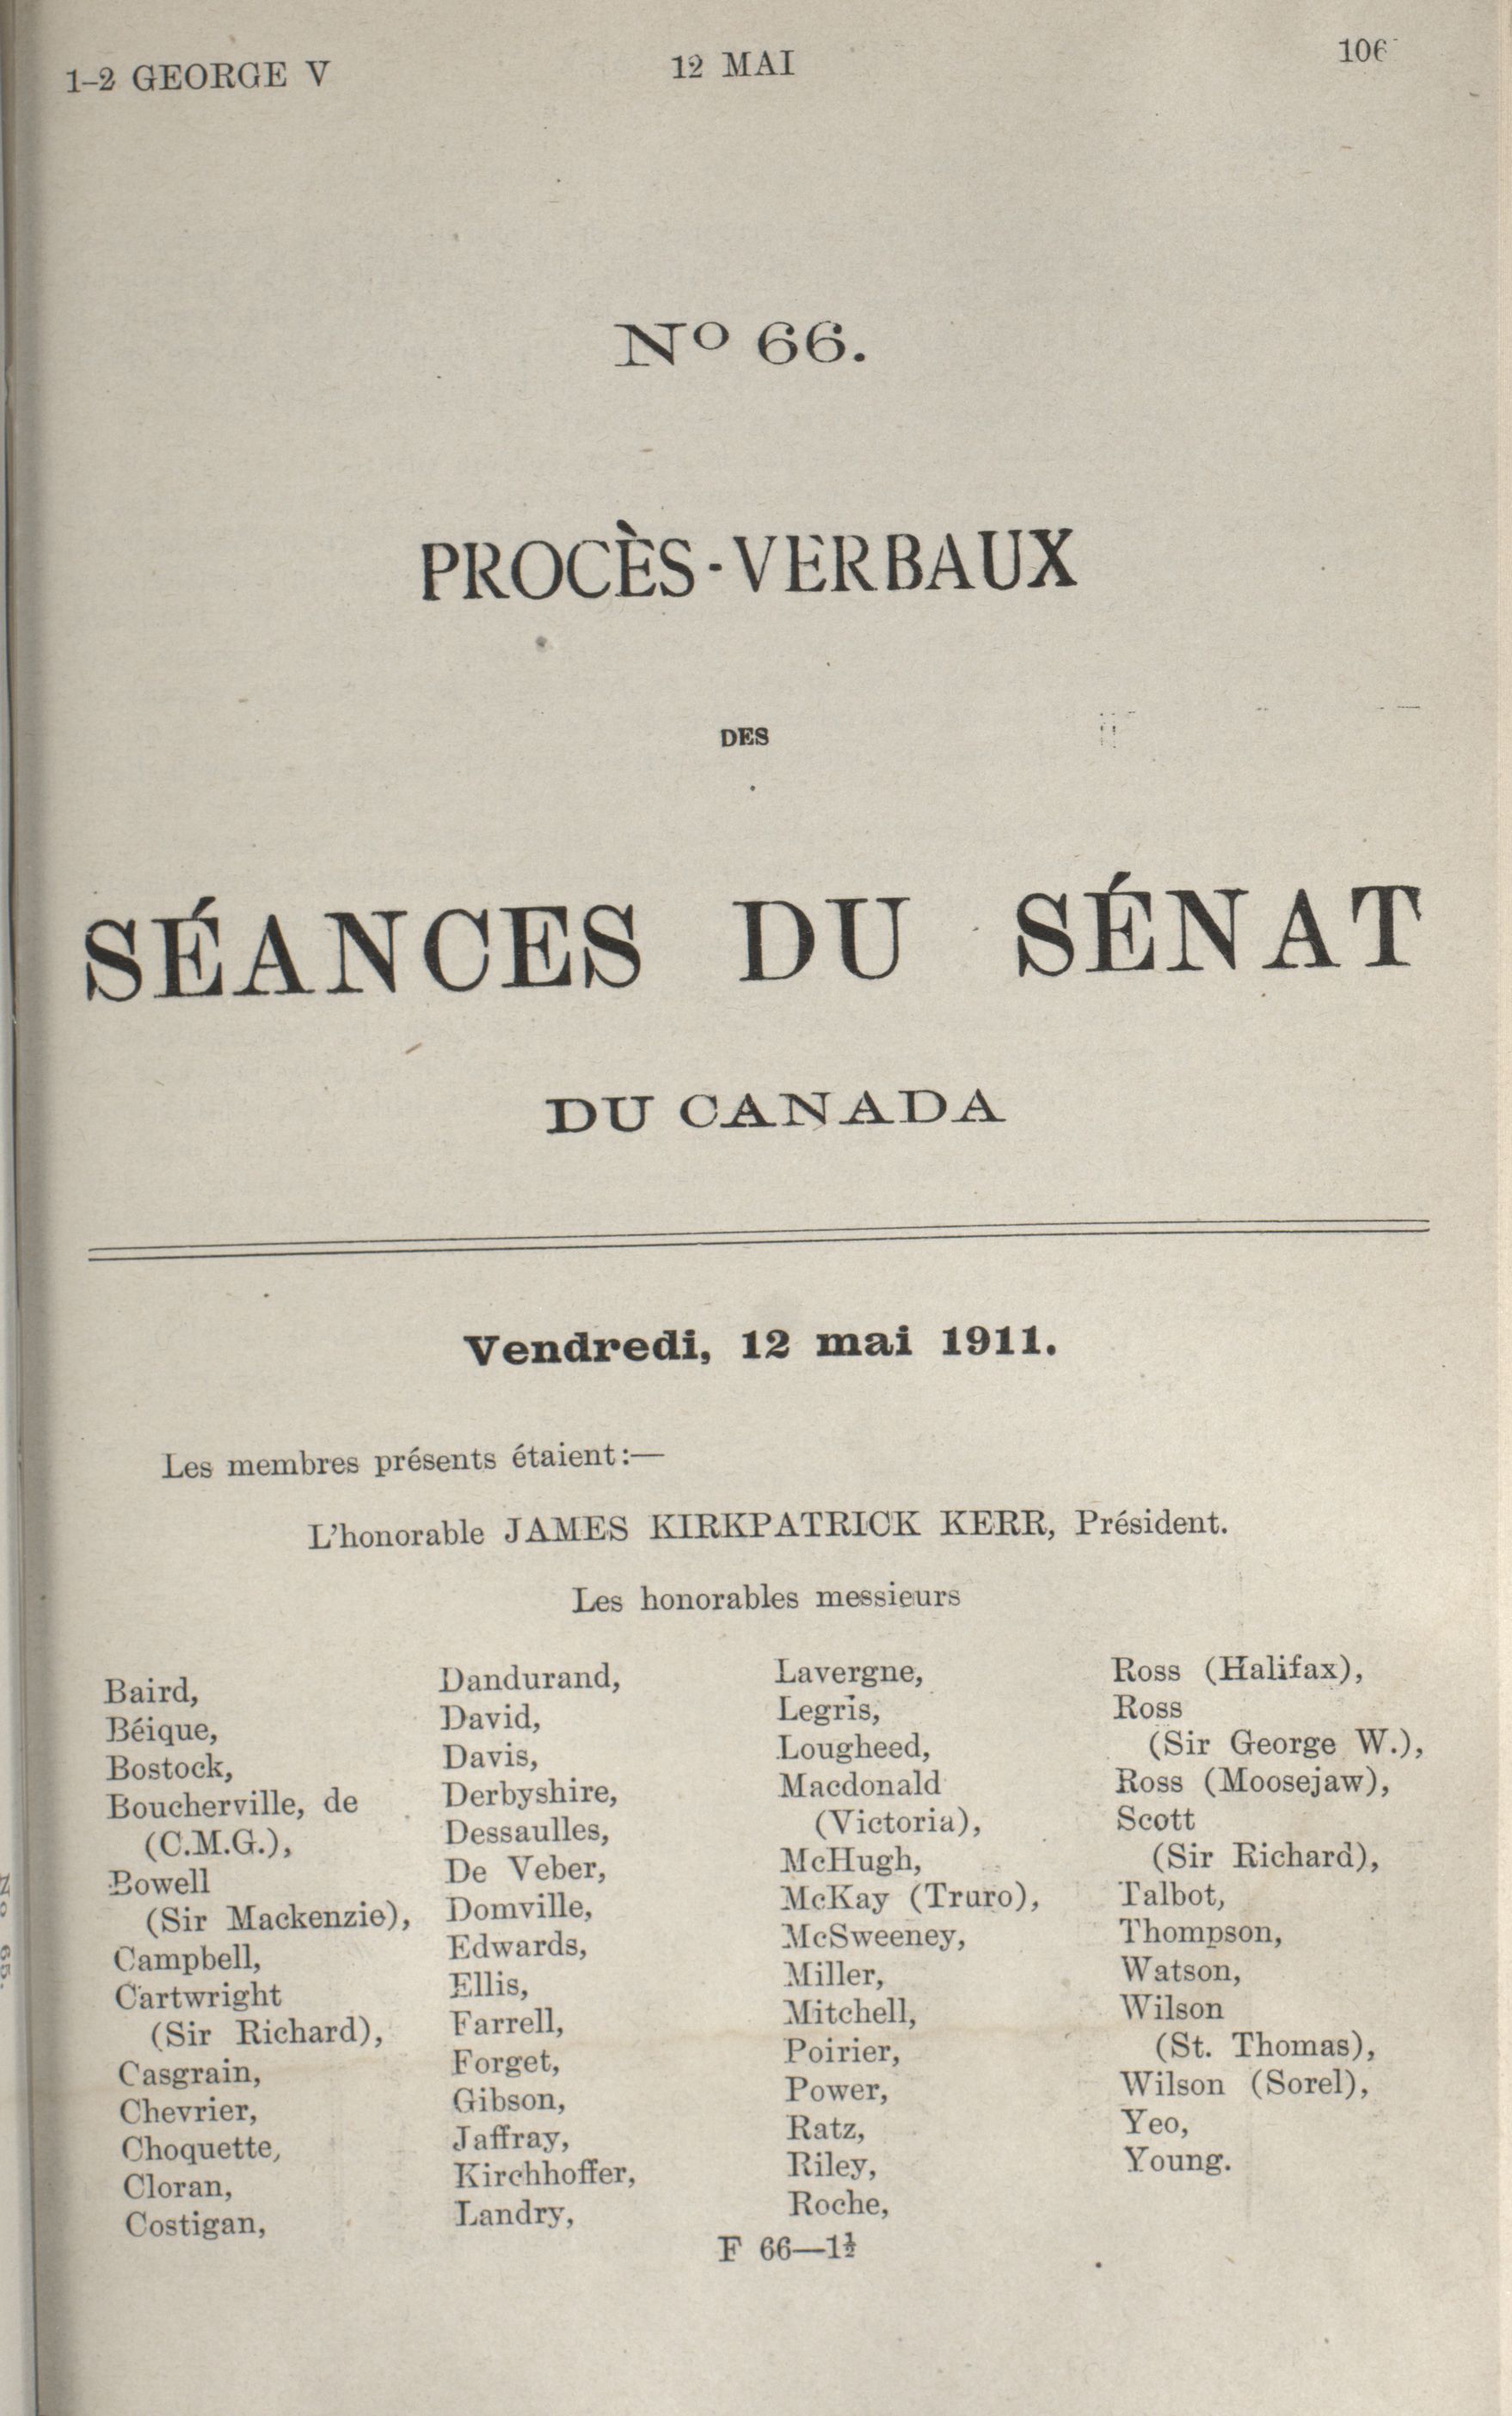 1-2 GEORGE V
12 MAI
Nº 66.
PROCÈS-VERBAUX
DES
SÉANCES DU SÉNAT
DU CANADA
Vendredi, 12 mai 1911.
Les membres présents étaient:—
L'honorable JAMES KIRKPATRICK KERR, Président.
Les honorables messieurs
Baird,
Béique,
Bostock,
Boucherville, de
(C.M.G.),
Bowell
(Sir Mackenzie),
Campbell,
Cartwright
(Sir Richard),
Casgrain,
Chevrier,
Choquette,
Cloran,
Costigan,
Dandurand,
David,
Davis,
Derbyshire,
Dessaulles,
De Veber,
Domville,
Edwards,
Ellis,
Farrell,
Forget,
Gibson,
Jaffray,
Kirchhoffer,
Landry,
Lavergne,
Legris,
Lougheed,
Macdonald
(Victoria),
McHugh,
McKay (Truro),
McSweeney,
Miller,
Mitchell,
Poirier,
Power,
Ratz,
Riley,
Roche,
Ross (Halifax),
Ross
(Sir George W.),
Ross (Moosejaw),
Scott
(Sir Richard),
Talbot,
Thompson,
Watson,
Wilson
(St. Thomas),
Wilson (Sorel),
Yeo,
Young.
F 66—1½